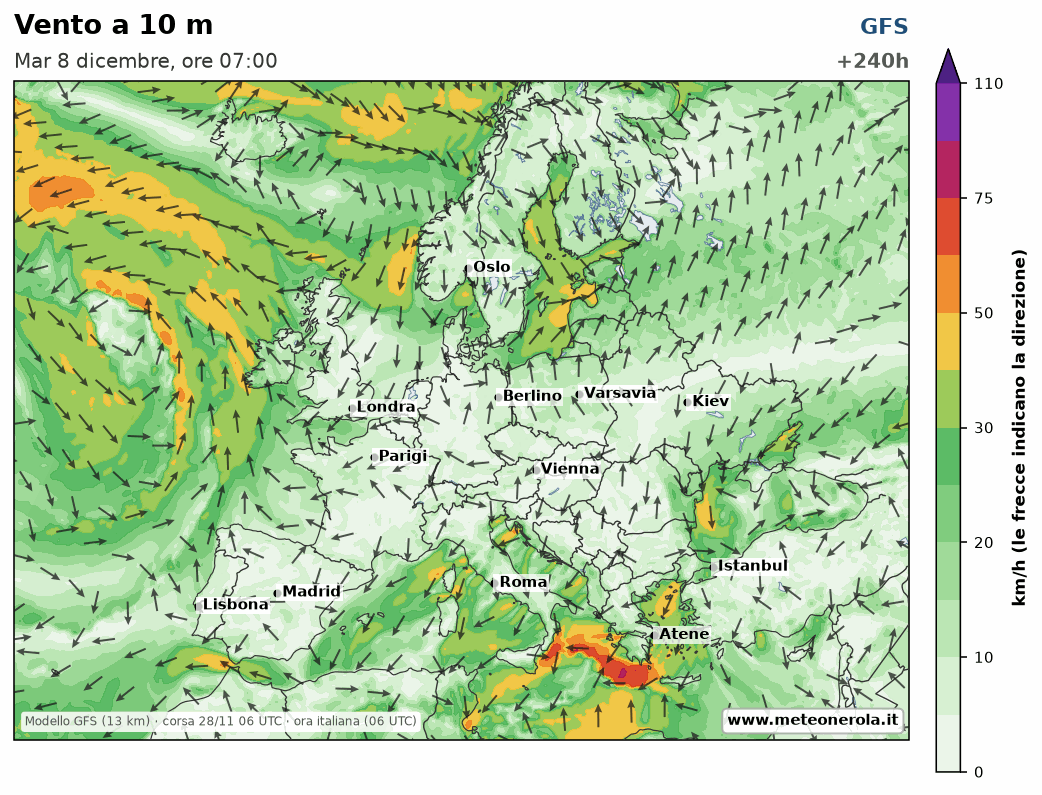 Vento a 10 m
GFS
Mar 8 dicembre, ore 07:00
+240h
110
75
50
30
20
10
0
km/h (le frecce indicano la direzione)
Oslo
Berlino
Varsavia
Kiev
Londra
Parigi
Vienna
Istanbul
Roma
Madrid
Lisbona
Atene
Modello GFS (13 km) · corsa 28/11 06 UTC · ora italiana (06 UTC)
www.meteonerola.it